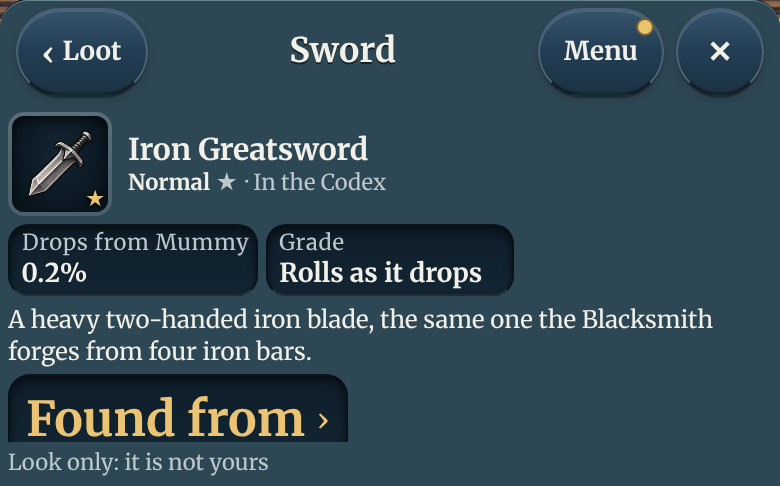 ‹ Loot
Sword
Menu
✕
Iron Greatsword
Normal ★ · In the Codex
Drops from Mummy
0.2%
Grade
Rolls as it drops
A heavy two-handed iron blade, the same one the Blacksmith
forges from four iron bars.
Found from ›
Look only: it is not yours